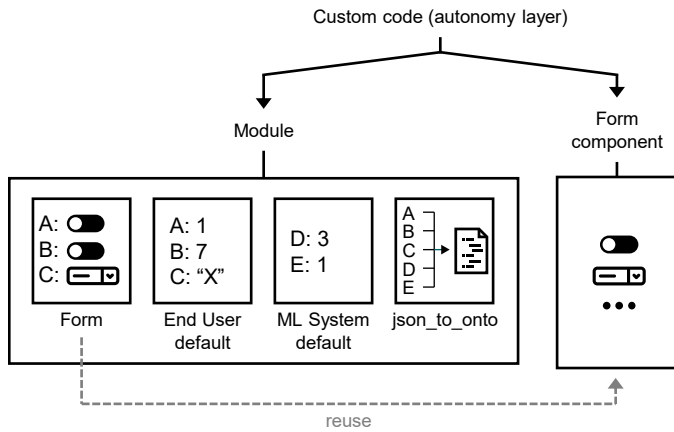 Custom code (autonomy layer)
Module
Form
component
A:
B:
C:
A: 1
B: 7
C: “X”
D: 3
E: 1
A
B
C
D
E
Form
End User
default
ML System
default
json_to_onto
reuse